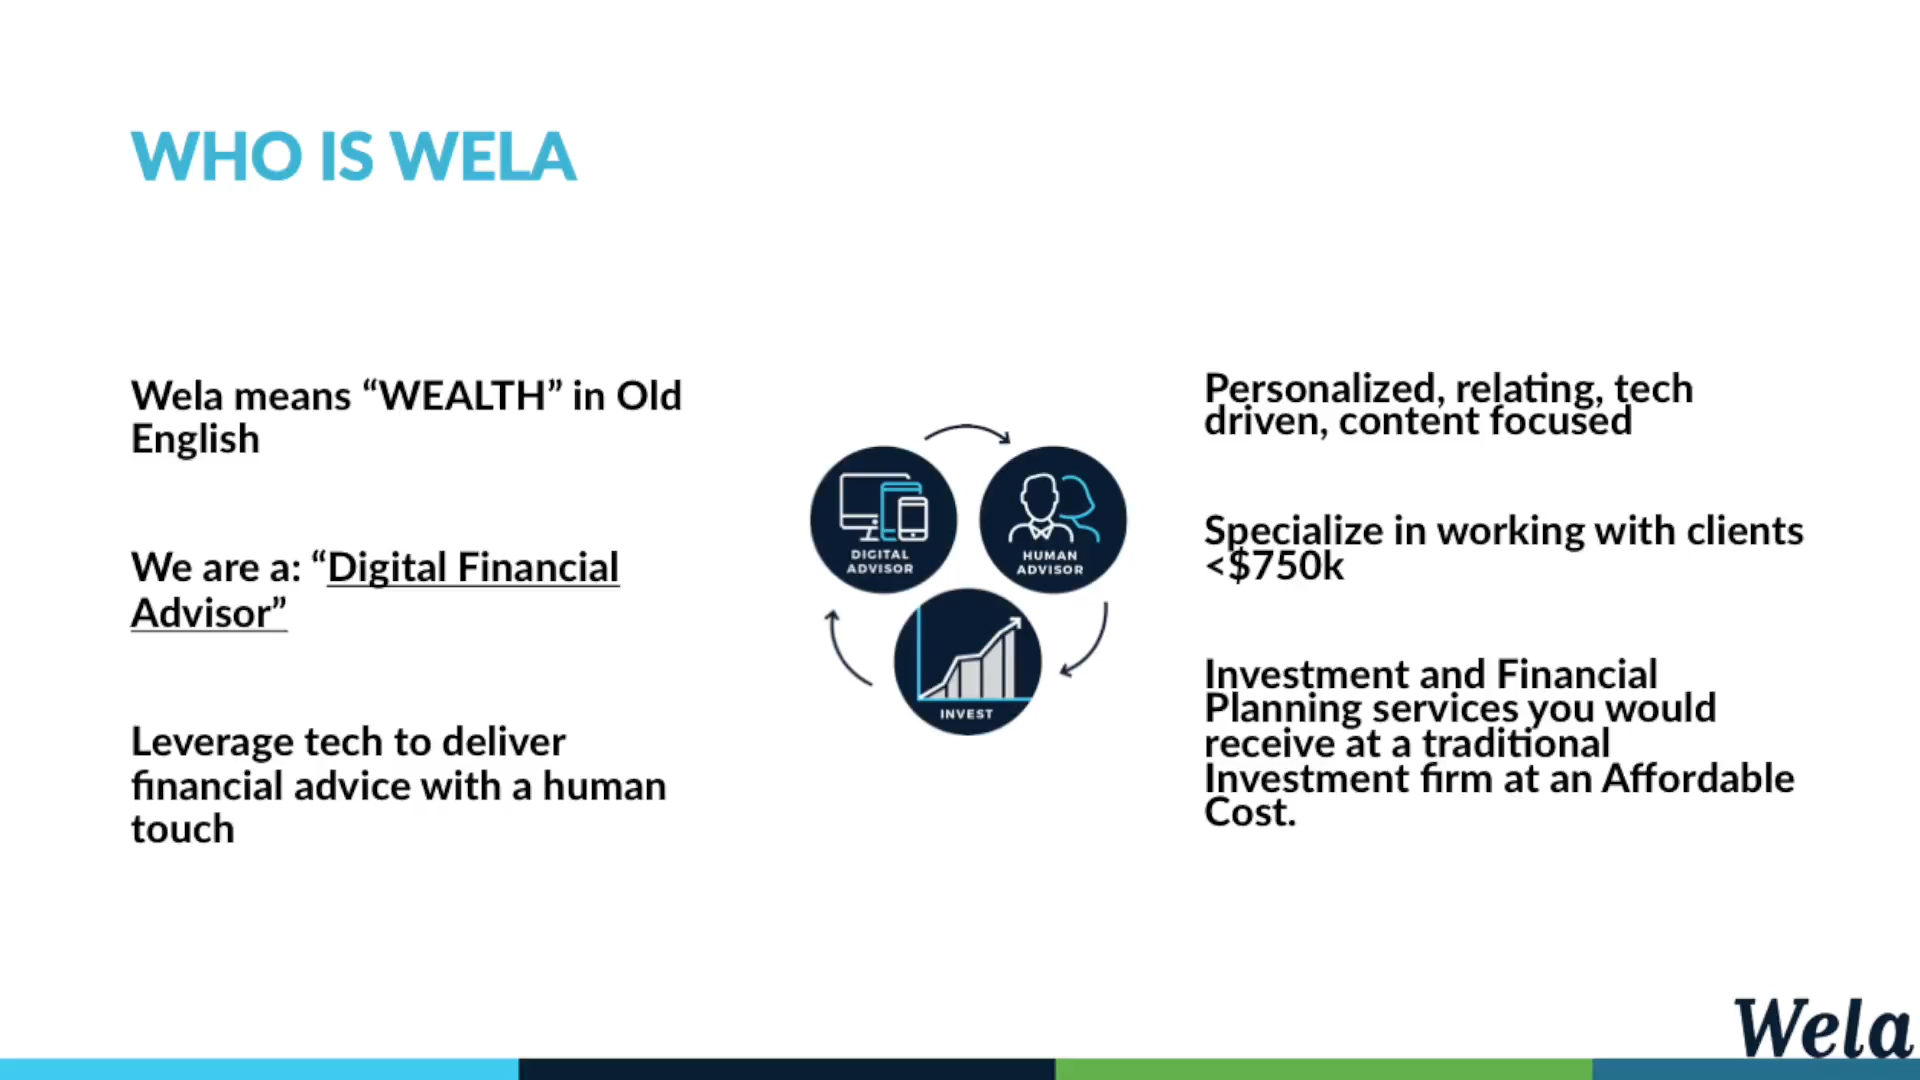 WHO IS WELA
Wela means “WEALTH” in Old
English
We are a: “Digital Financial
Advisor”
Leverage tech to deliver
financial advice with a human
touch
DIGITAL
ADVISOR
HUMAN
ADVISOR
INVEST
Personalized, relating, tech
driven, content focused
Specialize in working with clients
<$750k
Investment and Financial
Planning services you would
receive at a traditional
Investment firm at an Affordable
Cost.
Wela